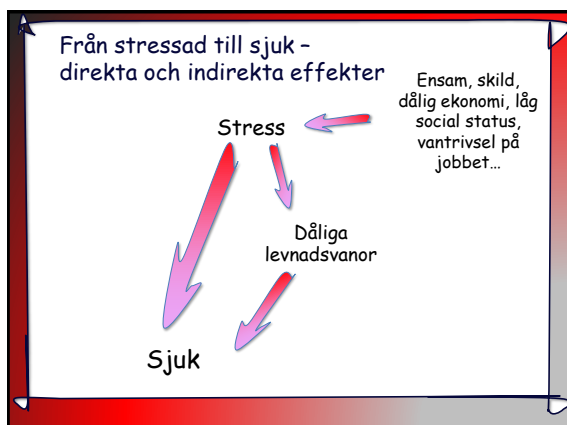 Från stressad till sjuk –
direkta och indirekta effekter
Ensam, skild,
dålig ekonomi, låg
social status,
vantrivsel på
jobbet…
Stress
Dåliga
levnadsvanor
Sjuk